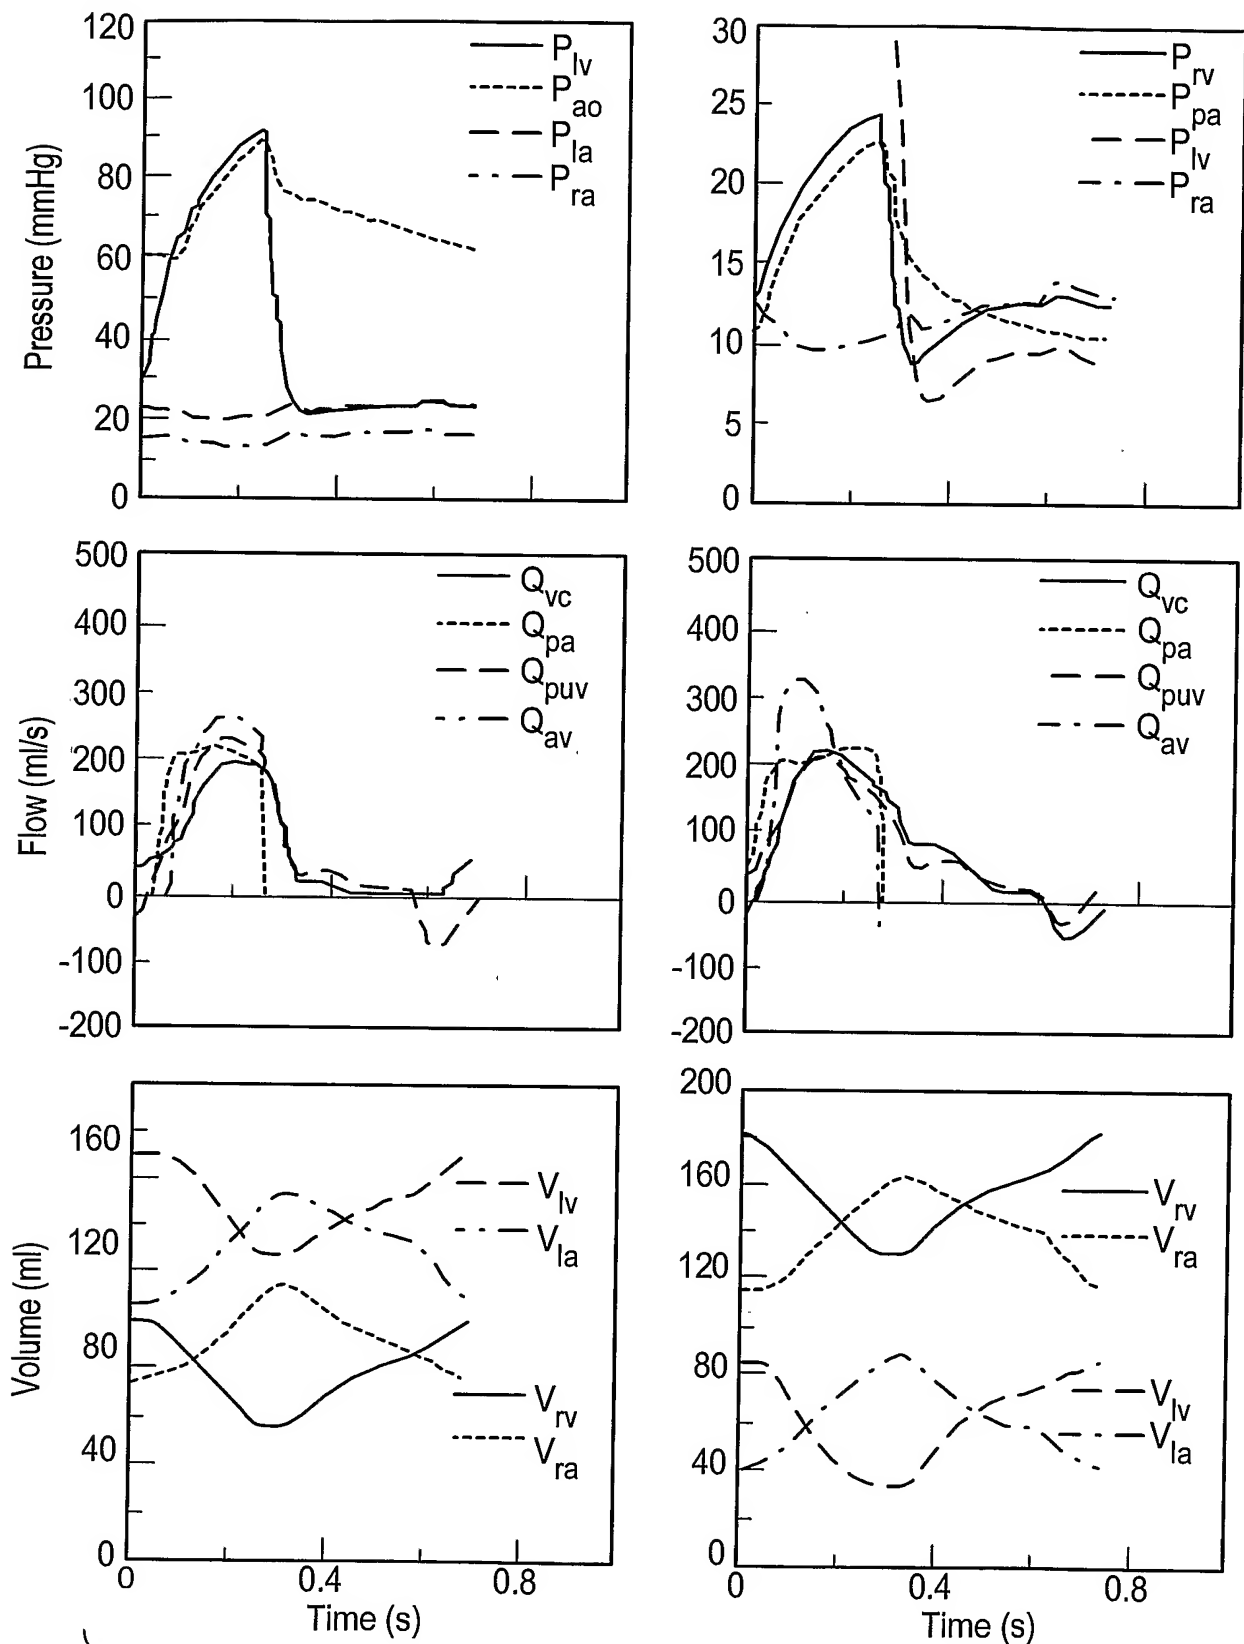 120
100
80
60
40
20
0
Pressure (mmHg)
P_lv
P_ao
P_la
P_ra
30
25
20
15
10
5
0
P_rv
P_pa
P_lv
P_ra
500
400
300
200
100
0
-100
-200
Flow (ml/s)
Q_vc
Q_pa
Q_puv
Q_av
500
400
300
200
100
0
-100
-200
Q_vc
Q_pa
Q_puv
Q_av
160
120
80
40
0
Volume (ml)
V_lv
V_la
V_rv
V_ra
0 0.4 0.8
Time (s)
200
160
120
80
40
0
V_rv
V_ra
V_lv
V_la
0 0.4 0.8
Time (s)